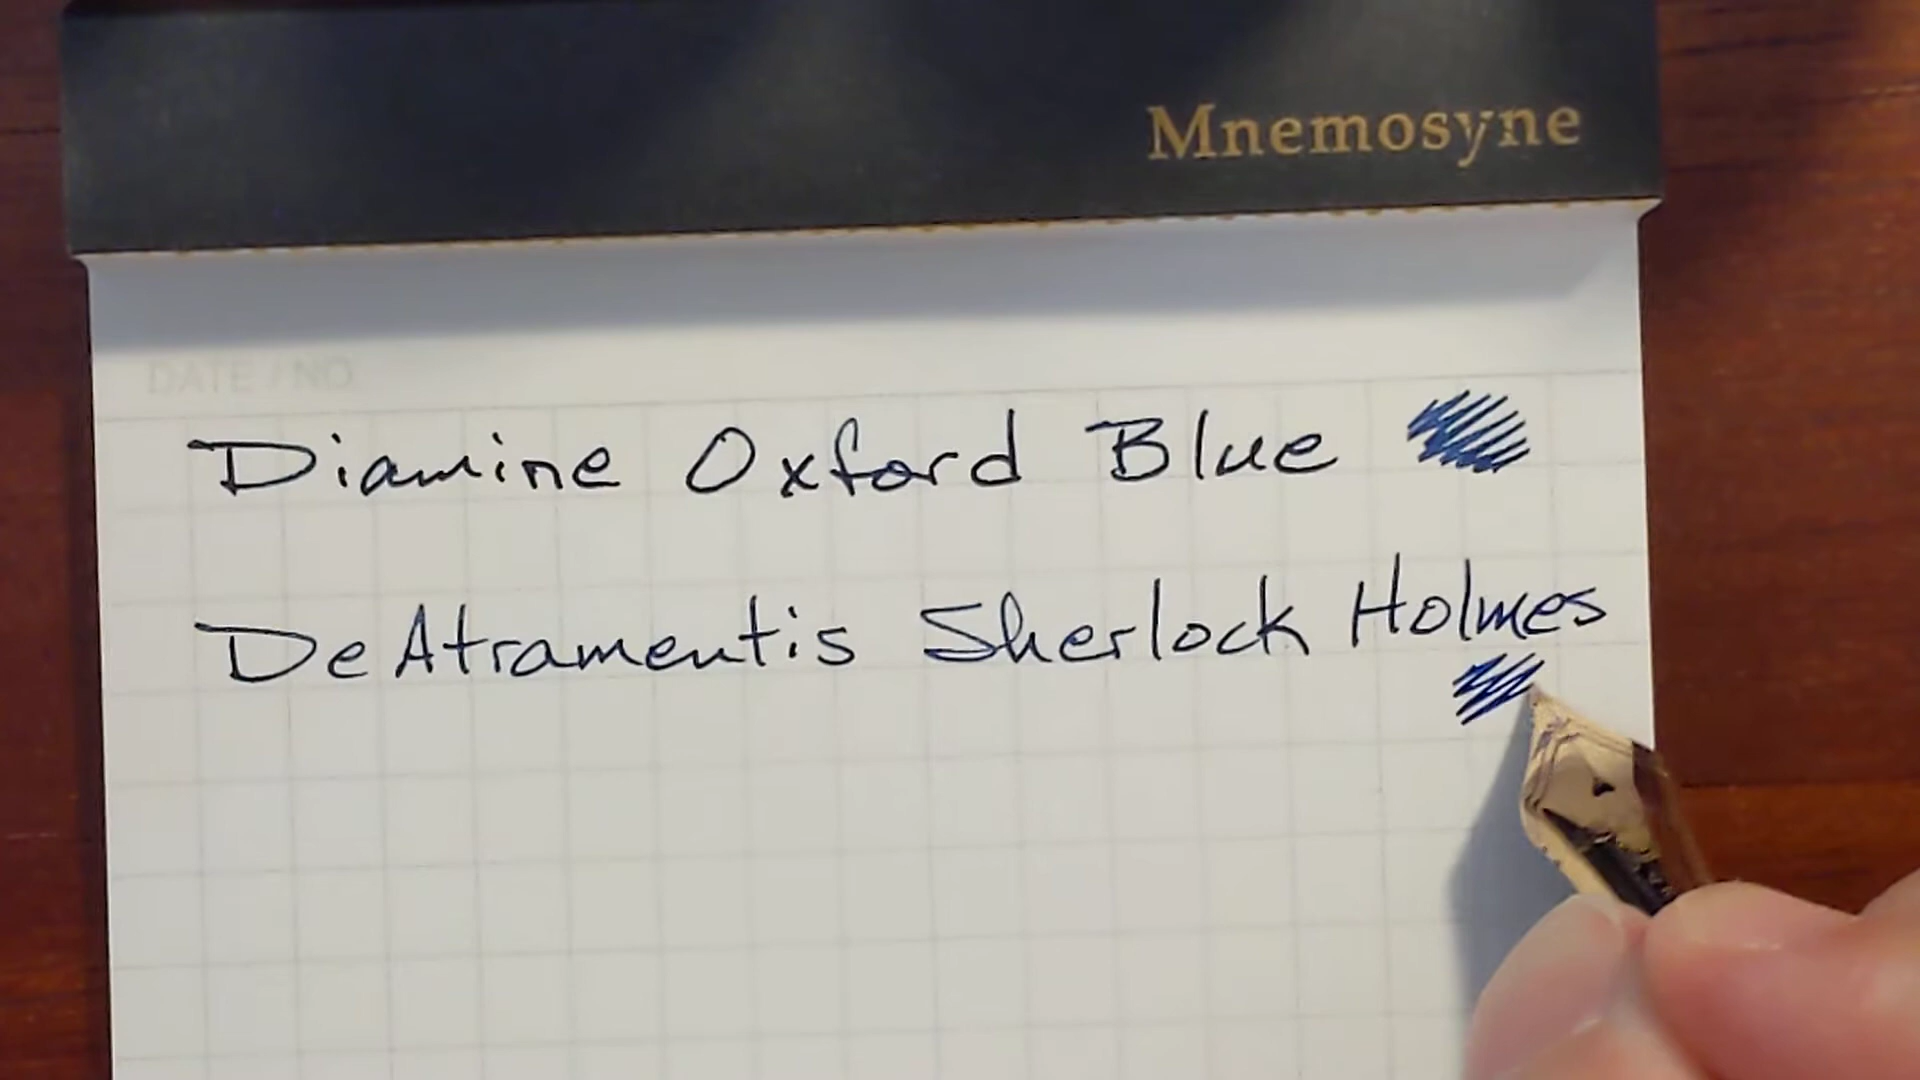 Mnemosyne
DATE / NO
Diamine Oxford Blue
DeAtramentis Sherlock Holmes